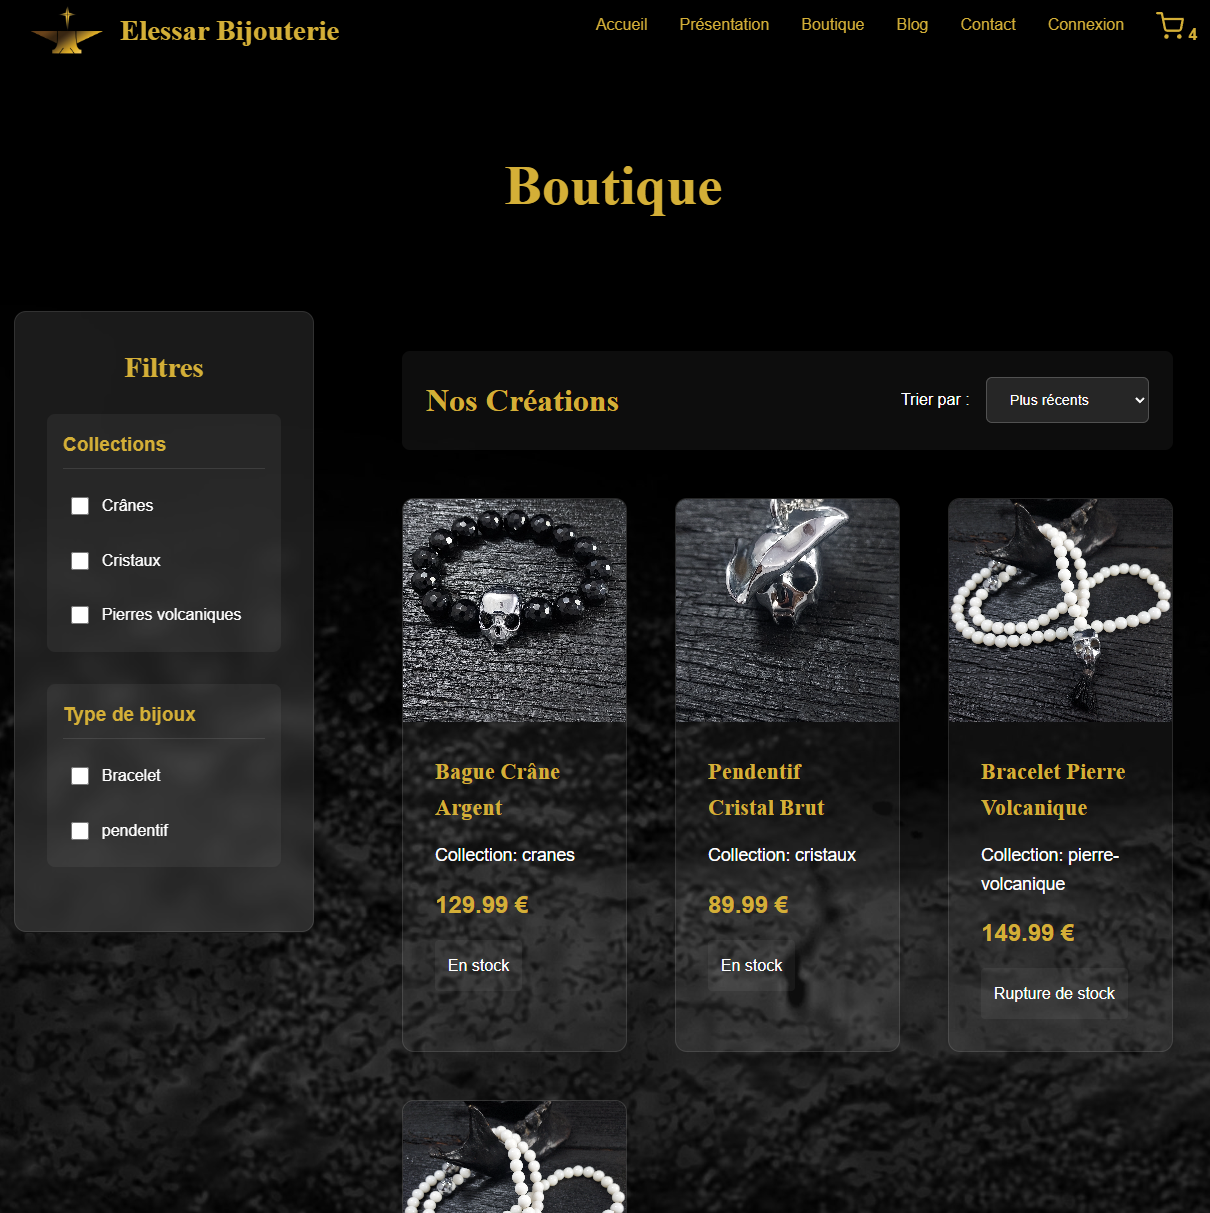 Elessar Bijouterie
Accueil Présentation Boutique Blog Contact Connexion 4
Boutique
Filtres
Collections
Crânes
Cristaux
Pierres volcaniques
Type de bijoux
Bracelet
pendentif
Nos Créations
Trier par : Plus récents
Bague Crâne
Argent
Collection: cranes
129.99 €
En stock
Pendentif
Cristal Brut
Collection: cristaux
89.99 €
En stock
Bracelet Pierre
Volcanique
Collection: pierre-
volcanique
149.99 €
Rupture de stock